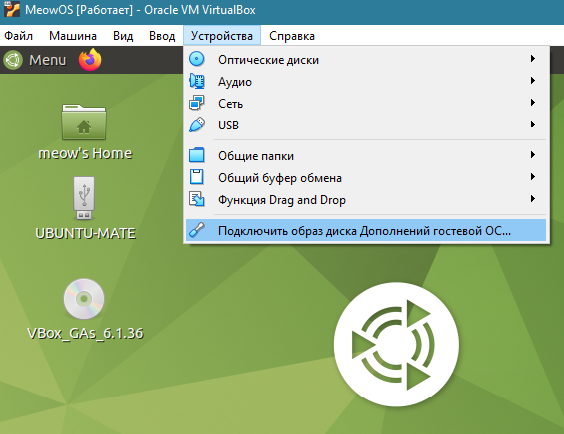 MeowOS [Работает] - Oracle VM VirtualBox
Файл Машина Вид Ввод Устройства Справка
Menu
Оптические диски
Аудио
Сеть
USB
Общие папки
Общий буфер обмена
Функция Drag and Drop
Подключить образ диска Дополнений гостевой ОС...
meow's Home
UBUNTU-MATE
VBox_GAs_6.1.36